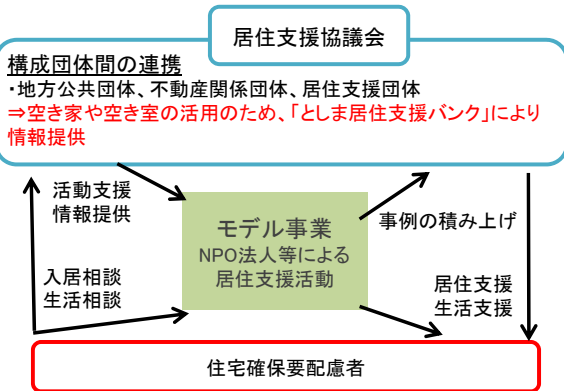 居住支援協議会
構成団体間の連携
・地方公共団体、不動産関係団体、居住支援団体
⇒空き家や空き室の活用のため、「としま居住支援バンク」により
情報提供
活動支援
情報提供
モデル事業
NPO法人等による
居住支援活動
事例の積み上げ
入居相談
生活相談
居住支援
生活支援
住宅確保要配慮者